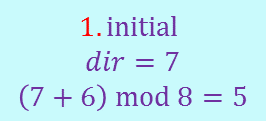 1. initial
dir = 7
(7 + 6) mod 8 = 5